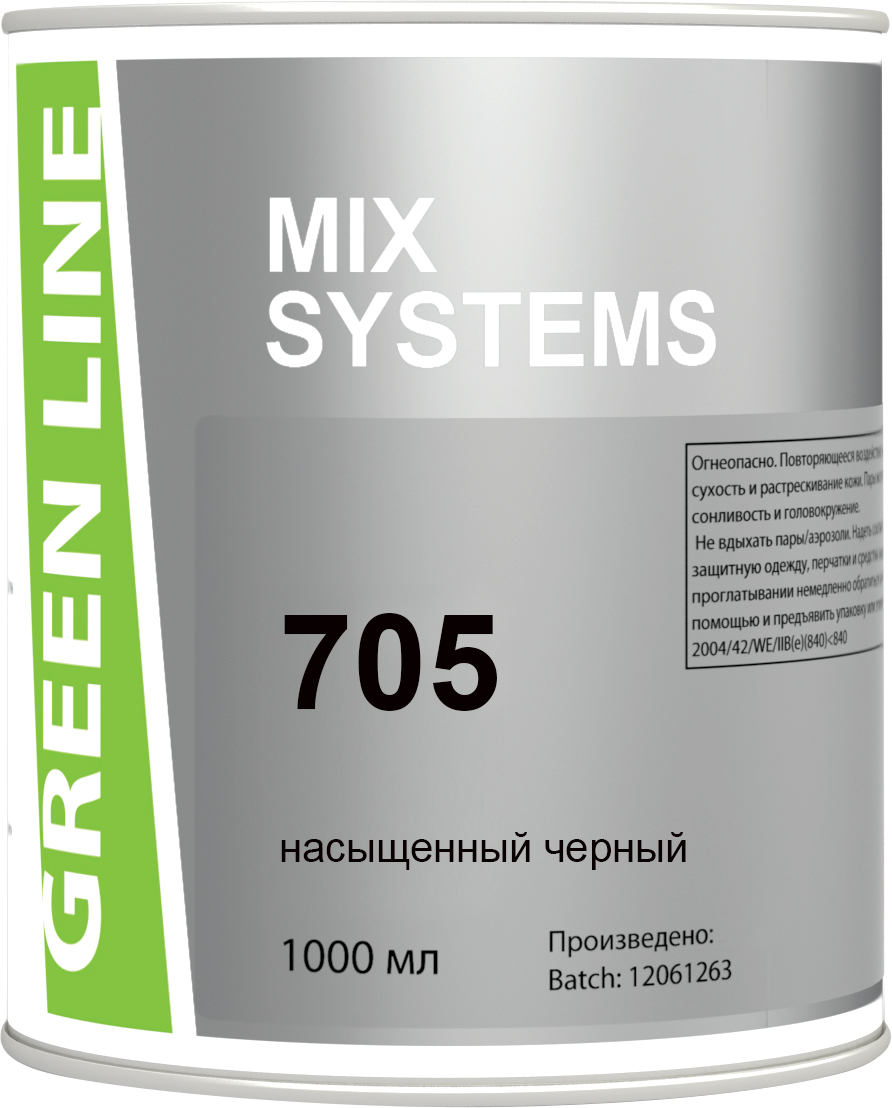 GREEN LINE
MIX
SYSTEMS
Огнеопасно. Повторяющееся
сухость и растрескивание кожи. Пары
сонливость и головокружение.
Не вдыхать пары/аэрозоли. Надеть
защитную одежду, перчатки и
проглатывании немедленно
помощью и предъявить упаковку или
2004/42/WE/IIB(e)(840)<840
705
насыщенный черный
1000 мл
Произведено:
Batch: 12061263